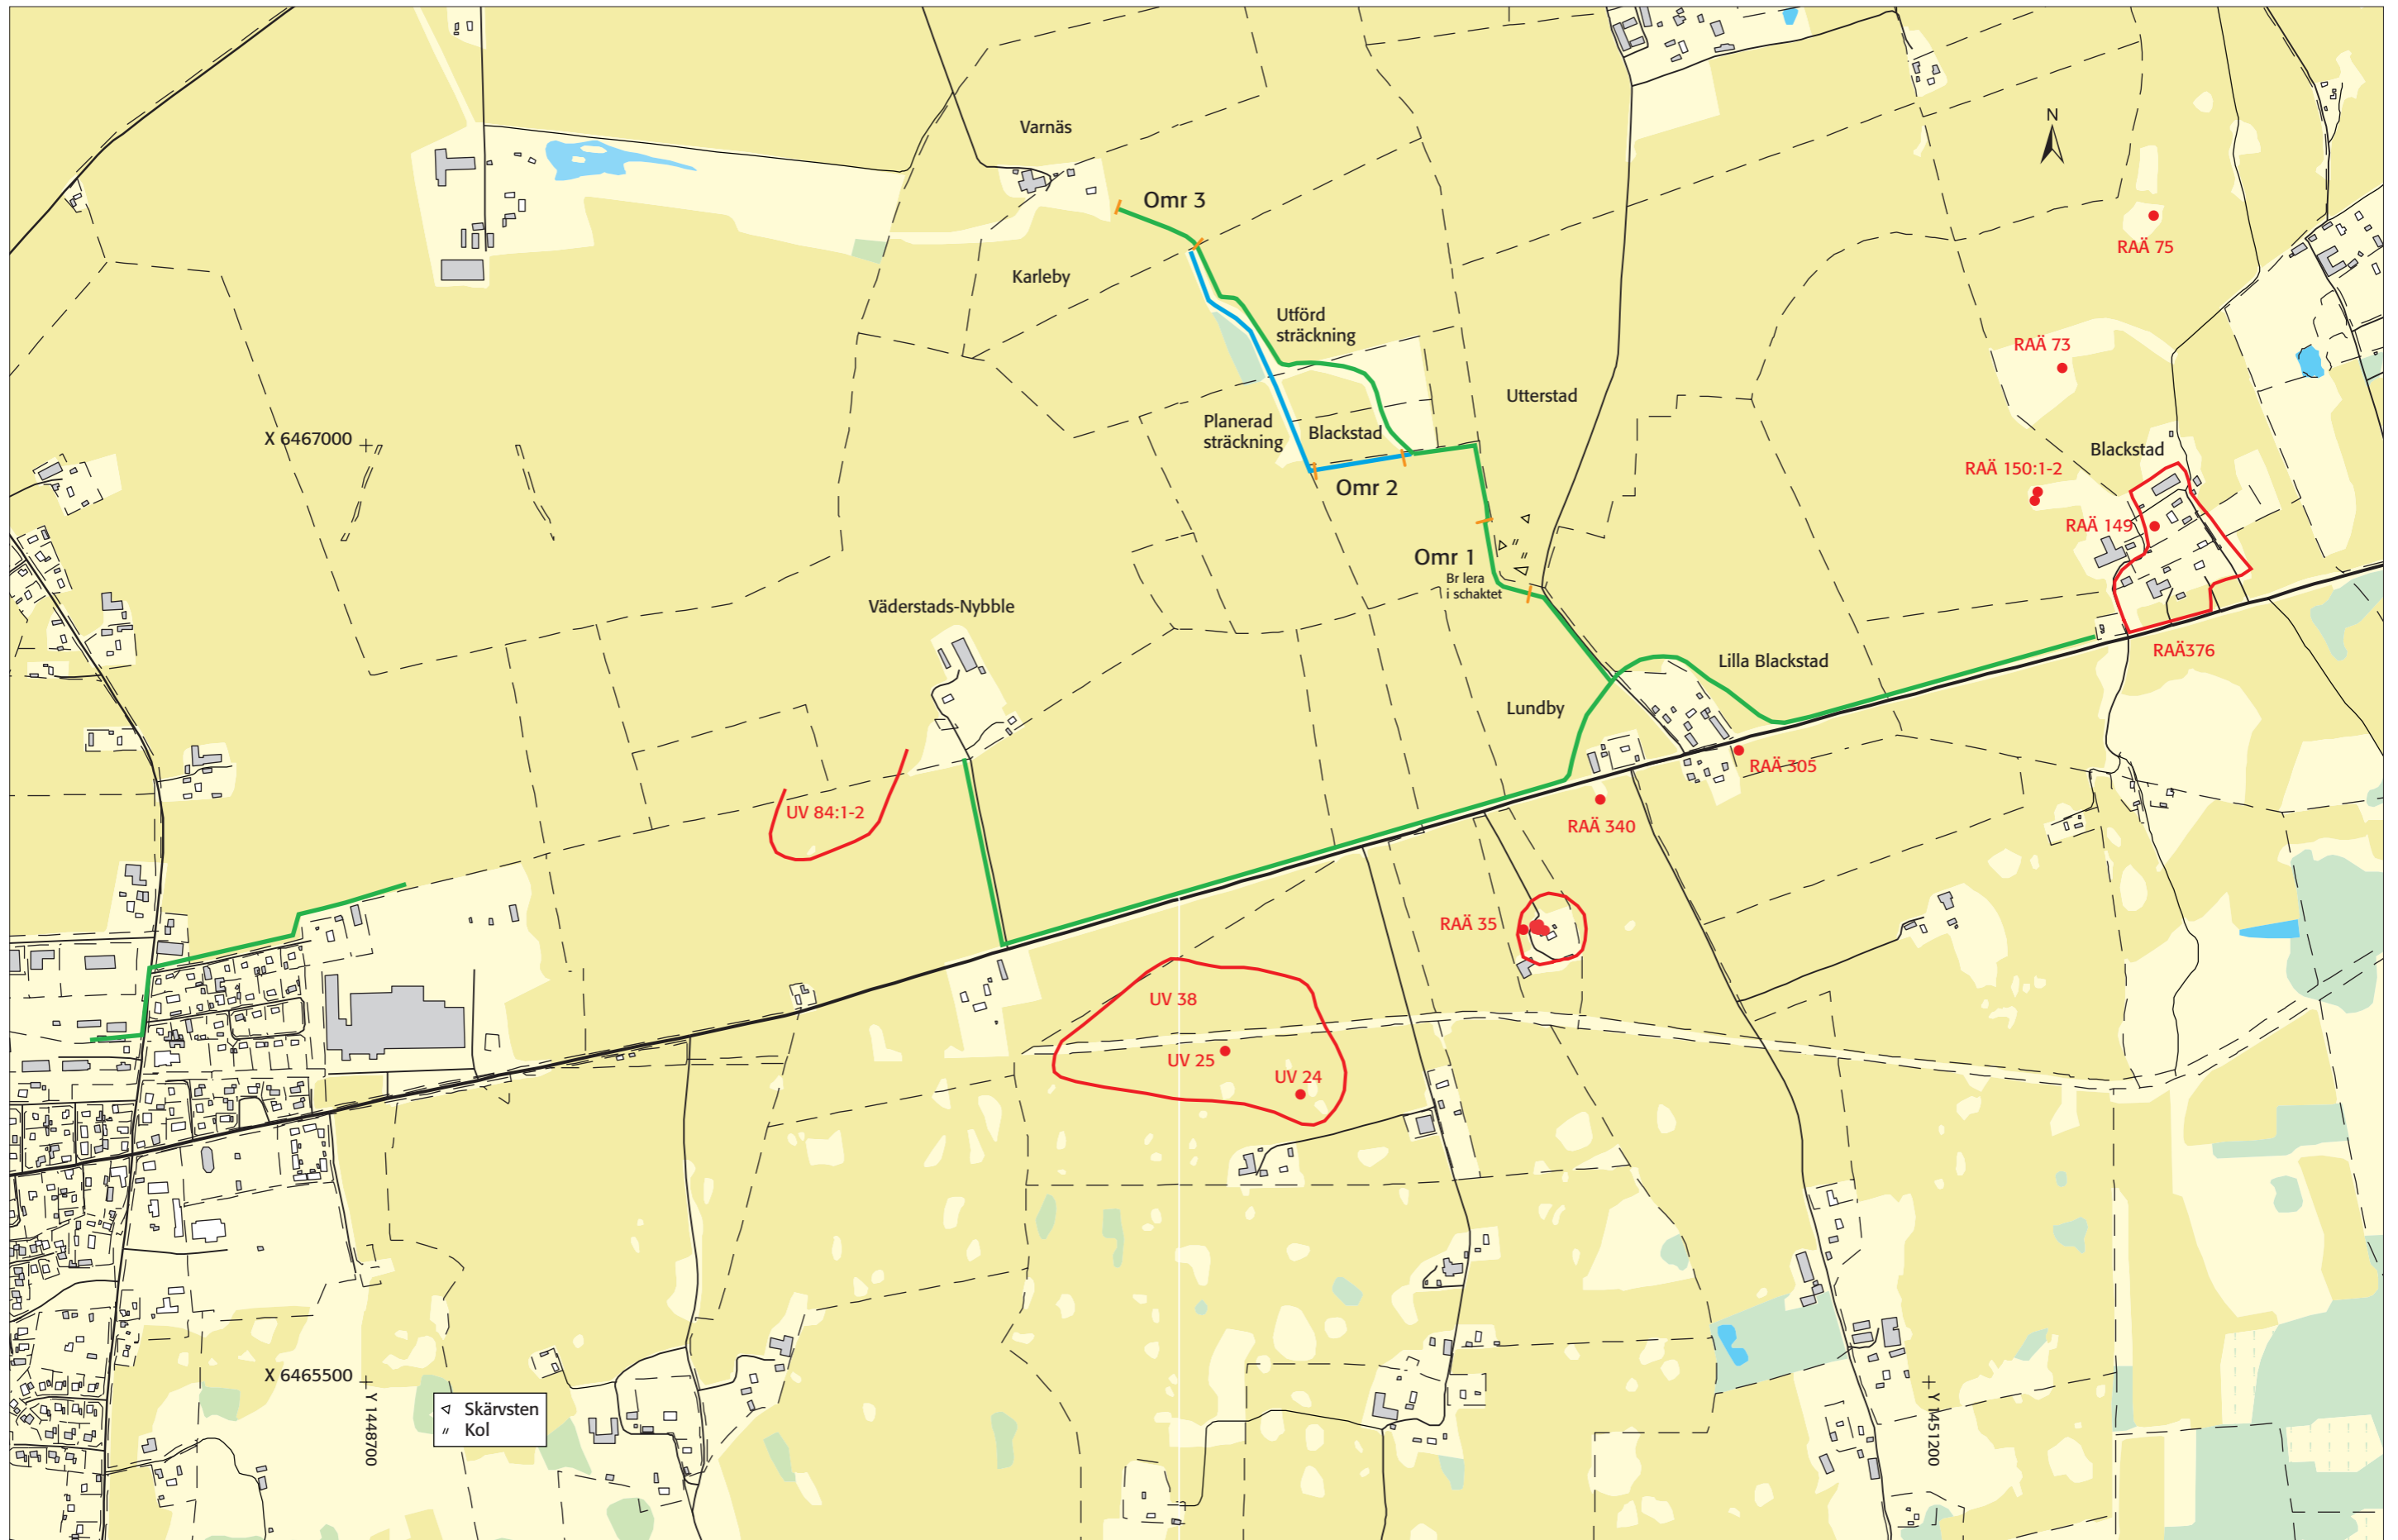 Varnäs
N
Omr 3
RAÄ 75
Karleby
Utförd
sträckning
RAÄ 73
Utterstad
Planerad
sträckning
Blackstad
X 6467000
Blackstad
RAÄ 150:1-2
Omr 2
RAÄ 149
Omr 1
Br lera
i schaktet
Väderstads-Nybble
RAÄ376
Lilla Blackstad
Lundby
RAÄ 305
UV 84:1-2
RAÄ 340
RAÄ 35
UV 38
UV 25
UV 24
X 6465500
Y 1448700
Y 1451200
Skärvsten
Kol